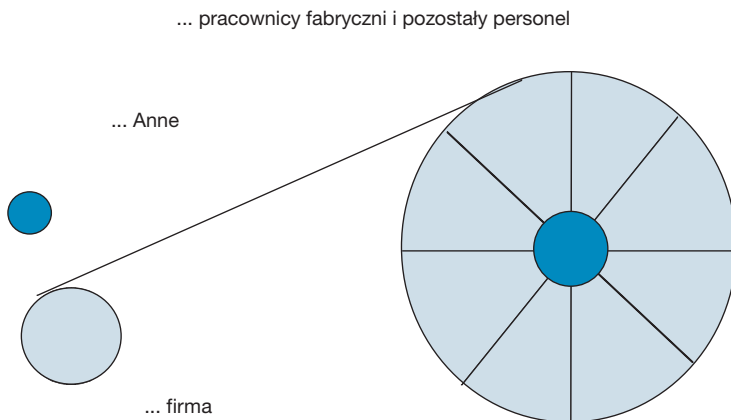 ... pracownicy fabryczni i pozostały personel
... Anne
... firma